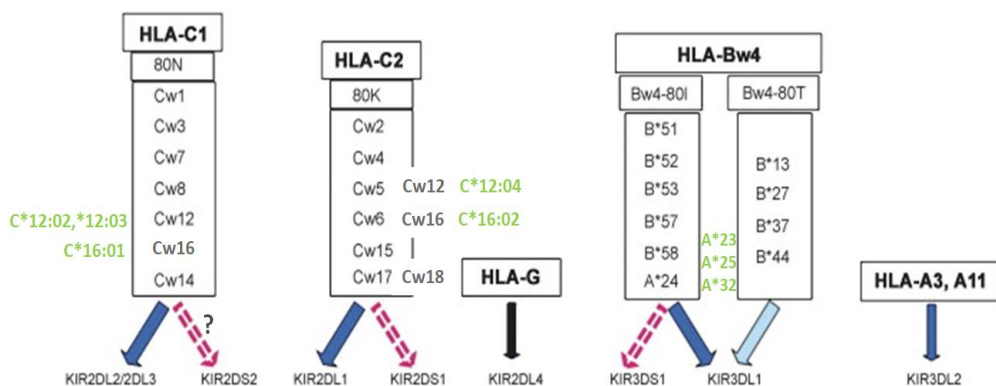 HLA-C1
80N
Cw1
Cw3
Cw7
Cw8
C*12:02,*12:03 Cw12
C*16:01 Cw16
Cw14
?
KIR2DL2/2DL3 KIR2DS2
HLA-C2
80K
Cw2
Cw4
Cw5 Cw12 C*12:04
Cw6 Cw16 C*16:02
Cw15
Cw17 Cw18
KIR2DL1 KIR2DS1
HLA-G
KIR2DL4
HLA-Bw4
Bw4-80I Bw4-80T
B*51
B*52
B*53
B*57
B*58
A*24
A*23
A*25
A*32
B*13
B*27
B*37
B*44
KIR3DS1 KIR3DL1
HLA-A3, A11
KIR3DL2